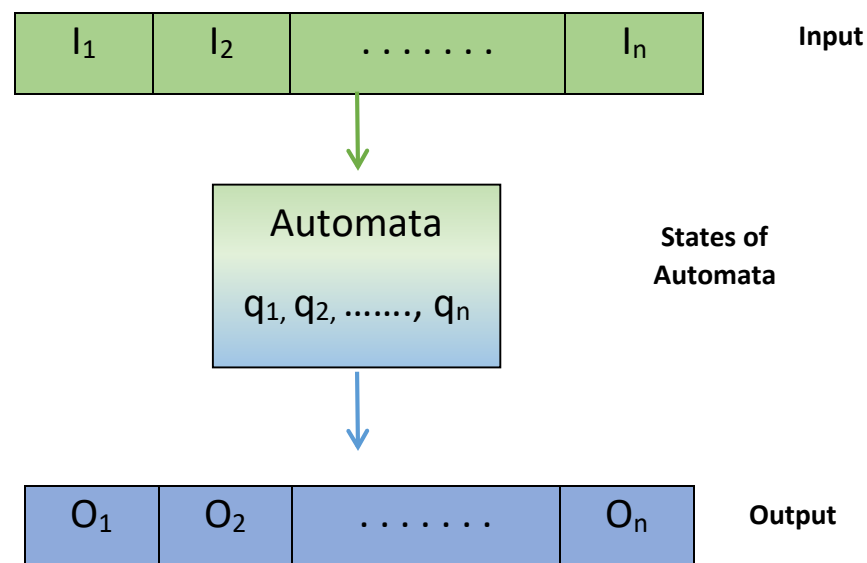 I₁ I₂ . . . . . . . Iₙ Input
Automata
States of
Automata
q₁, q₂, ……., qₙ
O₁ O₂ . . . . . . . Oₙ Output